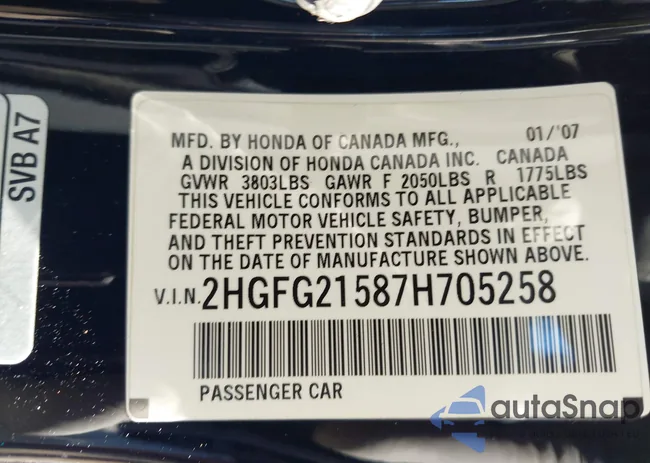 SVB A7
MFD. BY HONDA OF CANADA MFG., 01/'07
A DIVISION OF HONDA CANADA INC. CANADA
GVWR 3803LBS GAWR F 2050LBS R 1775LBS
THIS VEHICLE CONFORMS TO ALL APPLICABLE
FEDERAL MOTOR VEHICLE SAFETY, BUMPER,
AND THEFT PREVENTION STANDARDS IN EFFECT
ON THE DATE OF MANUFACTURE SHOWN ABOVE.
V.I.N. 2HGFG21587H705258
PASSENGER CAR
autoSnap